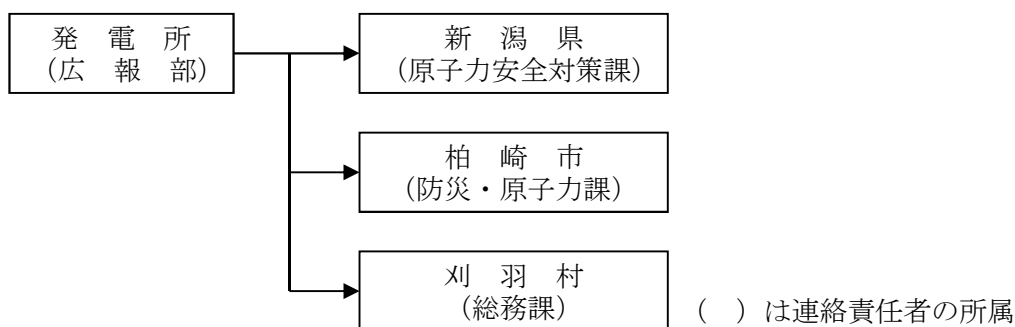 発　電　所
（広　報　部）
新　潟　県
（原子力安全対策課）
柏　崎　市
（防災・原子力課）
刈　羽　村
（総務課）
（　）は連絡責任者の所属